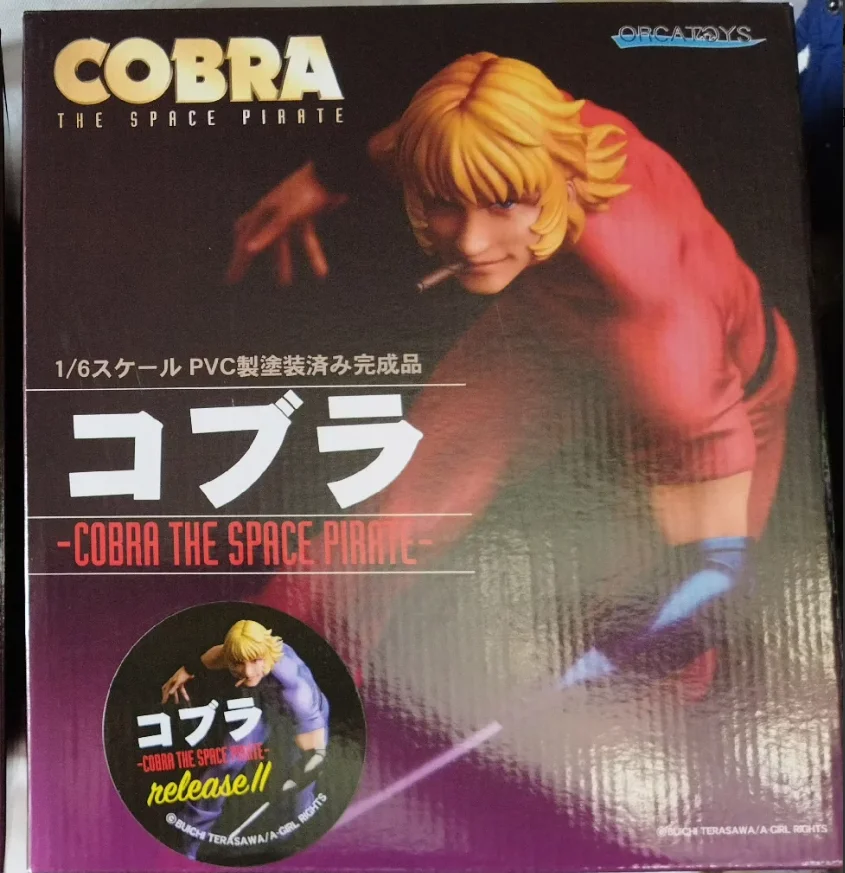 COBRA
THE SPACE PIRATE
ORCATOYS
1/6スケール PVC製塗装済み完成品
コブラ
-COBRA THE SPACE PIRATE-
コブラ
-COBRA THE SPACE PIRATE-
release!!
©BUICHI TERASAWA/A-GIRL RIGHTS
©BUICHI TERASAWA/A-GIRL RIGHTS